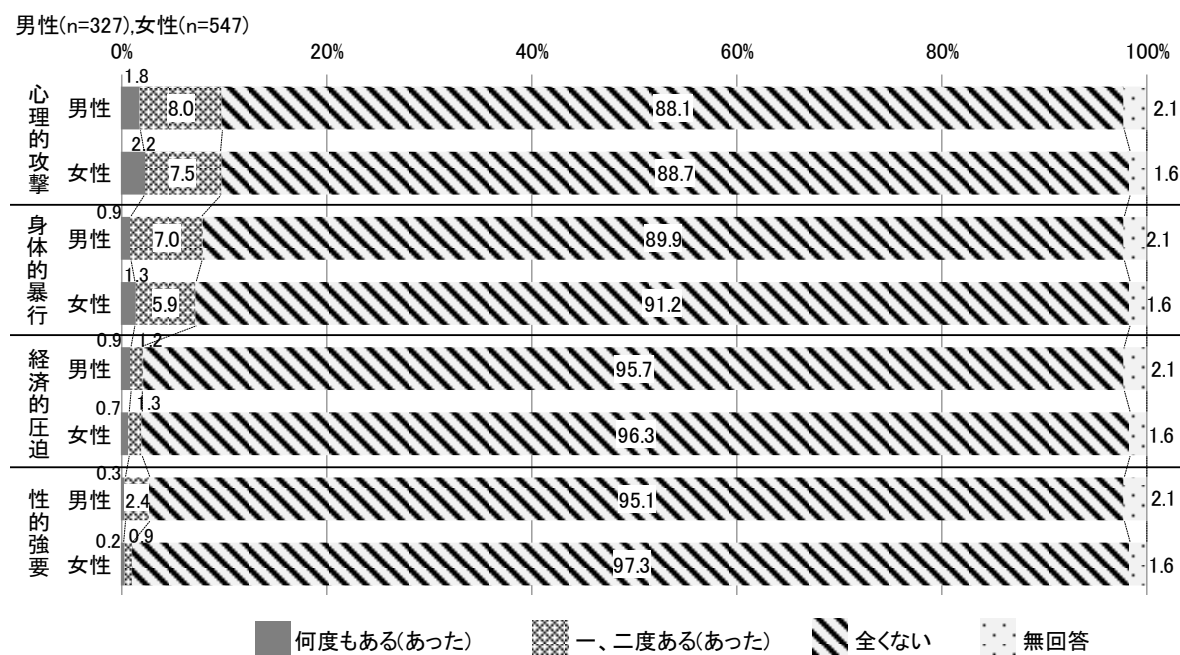 男性(n=327),女性(n=547)
0% 20% 40% 60% 80% 100%
心理的攻撃
男性 1.8 8.0 88.1 2.1
女性 2.2 7.5 88.7 1.6
身体的暴行
男性 0.9 7.0 89.9 2.1
女性 1.3 5.9 91.2 1.6
経済的圧迫
男性 0.9 1.2 95.7 2.1
女性 0.7 1.3 96.3 1.6
性的強要
男性 0.3 2.4 95.1 2.1
女性 0.2 0.9 97.3 1.6
何度もある(あった) 一、二度ある(あった) 全くない 無回答